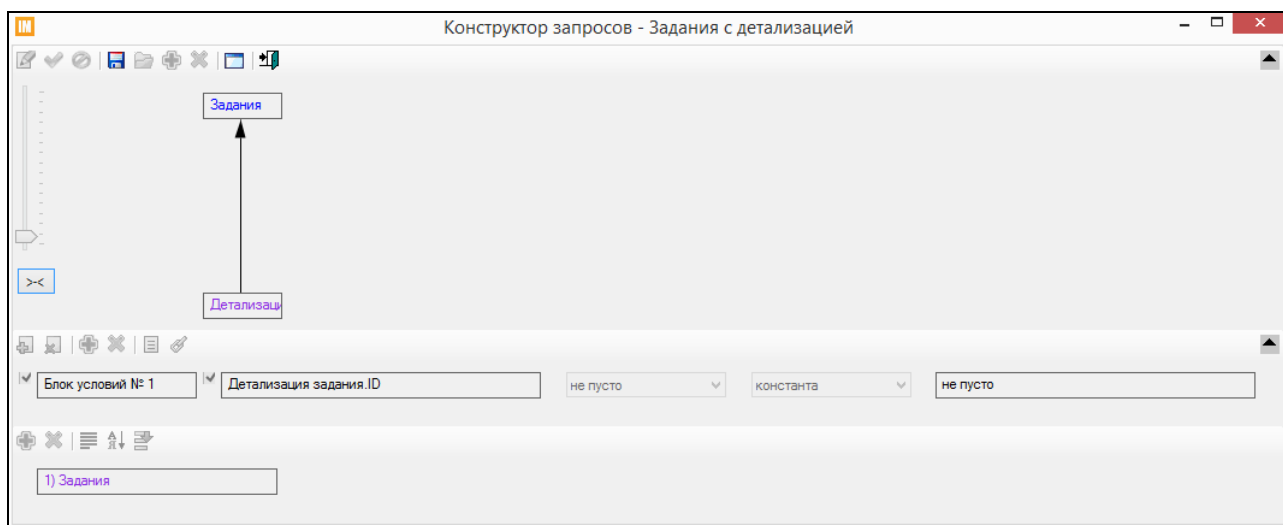 IM
Конструктор запросов - Задания с детализацией
Задания
>-<
Детализаци
Блок условий № 1 Детализация задания.ID не пусто константа не пусто
1) Задания